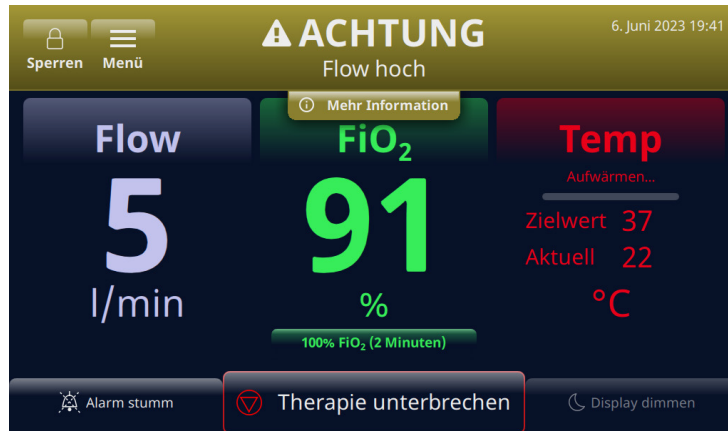 ACHTUNG
6. Juni 2023 19:41
Sperren Menü
Flow hoch
Mehr Information
Flow
FiO₂
Temp
Aufwärmen...
5
91
Zielwert 37
Aktuell 22
l/min
%
°C
100% FiO₂ (2 Minuten)
Alarm stumm
Therapie unterbrechen
Display dimmen